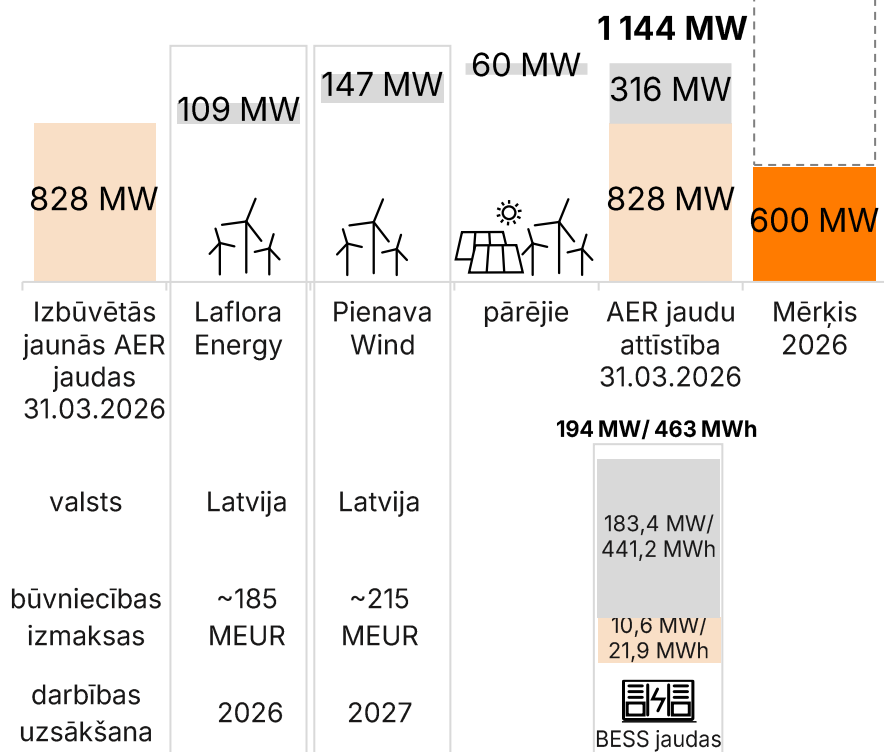 1 144 MW
60 MW
147 MW
316 MW
109 MW
828 MW
828 MW
600 MW
Izbūvētās
jaunās AER
jaudas
31.03.2026
Laflora
Energy
Pienava
Wind
pārējie
AER jaudu
attīstība
31.03.2026
Mērķis
2026
194 MW/ 463 MWh
183,4 MW/
441,2 MWh
10,6 MW/
21,9 MWh
BESS jaudas
valsts
Latvija
Latvija
būvniecības
izmaksas
~185
MEUR
~215
MEUR
darbības
uzsākšana
2026
2027